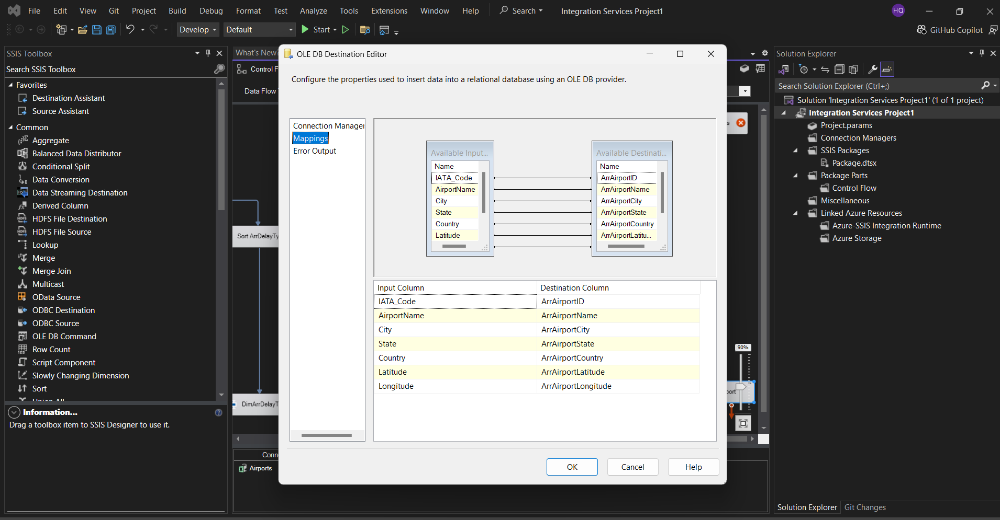 File Edit View Git Project Build Debug Format Test Analyze Tools Extensions Window Help Search Integration Services Project1 HQ
Develop Default Start GitHub Copilot
SSIS Toolbox
Search SSIS Toolbox
Favorites
Destination Assistant
Source Assistant
Common
Aggregate
Balanced Data Distributor
Conditional Split
Data Conversion
Data Streaming Destination
Derived Column
HDFS File Destination
HDFS File Source
Lookup
Merge
Merge Join
Multicast
OData Source
ODBC Destination
ODBC Source
OLE DB Command
Row Count
Script Component
Slowly Changing Dimension
Sort
Union All
Information...
Drag a toolbox item to SSIS Designer to use it.
What's New?
Control F
Data Flow
Sort ArrDelayTy
DimArrDelayT
Conn
Airports
OLE DB Destination Editor
Configure the properties used to insert data into a relational database using an OLE DB provider.
Connection Manager
Mappings
Error Output
Available Input...
Name
IATA_Code
AirportName
City
State
Country
Latitude
Available Destinati...
Name
ArrAirportID
ArrAirportName
ArrAirportCity
ArrAirportState
ArrAirportCountry
ArrAirportLatitu...
Input Column Destination Column
IATA_Code ArrAirportID
AirportName ArrAirportName
City ArrAirportCity
State ArrAirportState
Country ArrAirportCountry
Latitude ArrAirportLatitude
Longitude ArrAirportLongitude
OK Cancel Help
s
90%
port
Solution Explorer
Search Solution Explorer (Ctrl+;)
Solution 'Integration Services Project1' (1 of 1 project)
Integration Services Project1
Project.params
Connection Managers
SSIS Packages
Package.dtsx
Package Parts
Control Flow
Miscellaneous
Linked Azure Resources
Azure-SSIS Integration Runtime
Azure Storage
Solution Explorer Git Changes